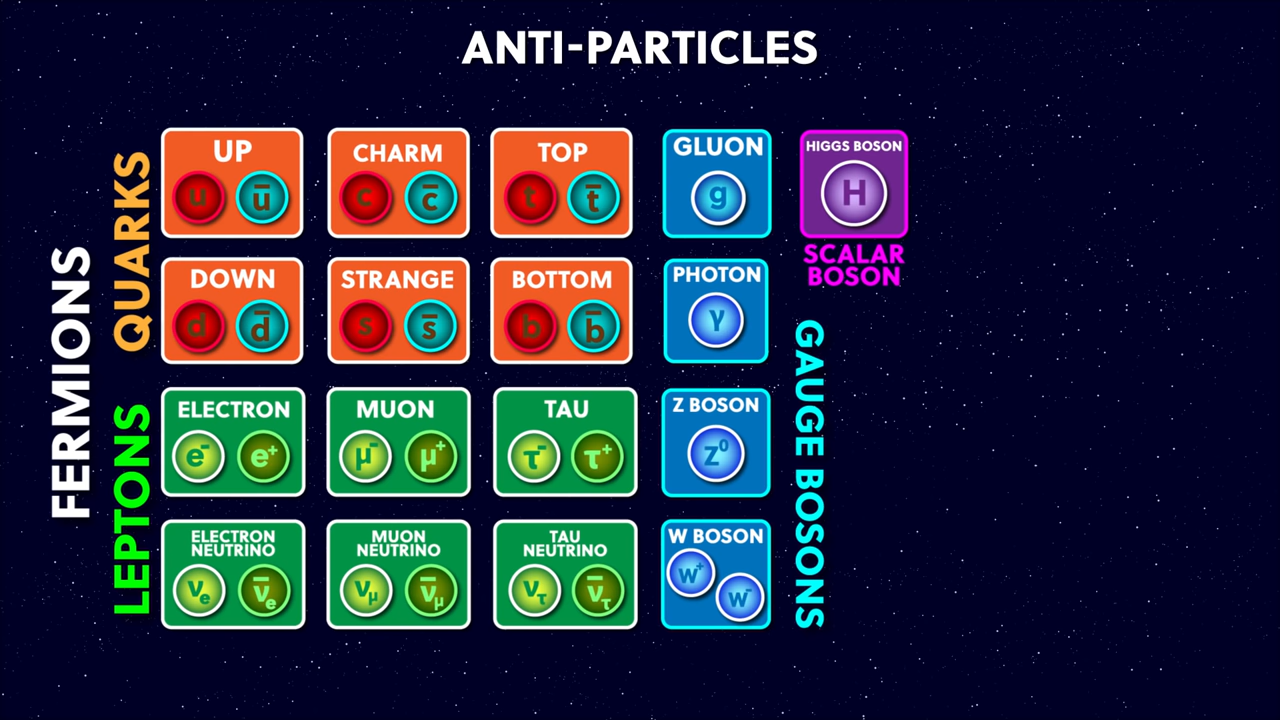 ANTI-PARTICLES
FERMIONS
QUARKS
LEPTONS
UP
u ū
CHARM
c c̄
TOP
t t̄
GLUON
g
HIGGS BOSON
H
SCALAR
BOSON
DOWN
d d̄
STRANGE
s s̄
BOTTOM
b b̄
PHOTON
γ
GAUGE BOSONS
ELECTRON
e⁻ e⁺
MUON
μ⁻ μ⁺
TAU
τ⁻ τ⁺
Z BOSON
Z⁰
ELECTRON
NEUTRINO
νₑ ν̄ₑ
MUON
NEUTRINO
ν_μ ν̄_μ
TAU
NEUTRINO
ν_τ ν̄_τ
W BOSON
W⁺
W⁻